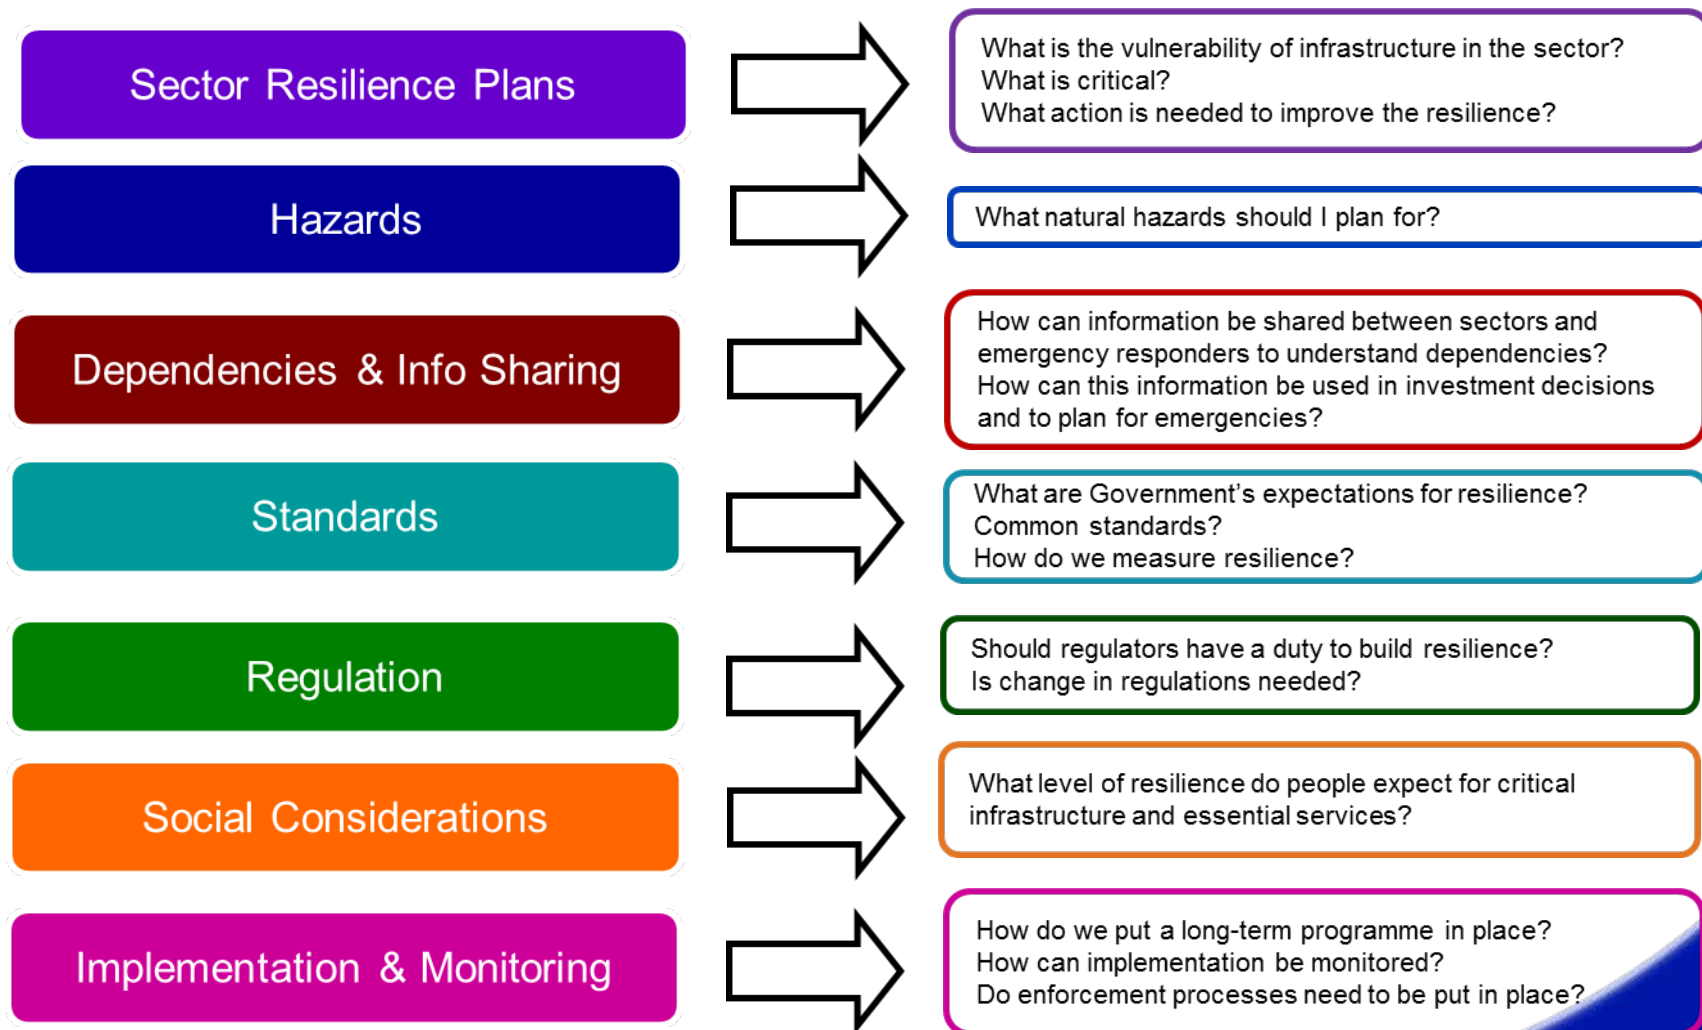 Sector Resilience Plans
What is the vulnerability of infrastructure in the sector?
What is critical?
What action is needed to improve the resilience?
Hazards
What natural hazards should I plan for?
Dependencies & Info Sharing
How can information be shared between sectors and
emergency responders to understand dependencies?
How can this information be used in investment decisions
and to plan for emergencies?
Standards
What are Government’s expectations for resilience?
Common standards?
How do we measure resilience?
Regulation
Should regulators have a duty to build resilience?
Is change in regulations needed?
Social Considerations
What level of resilience do people expect for critical
infrastructure and essential services?
Implementation & Monitoring
How do we put a long-term programme in place?
How can implementation be monitored?
Do enforcement processes need to be put in place?